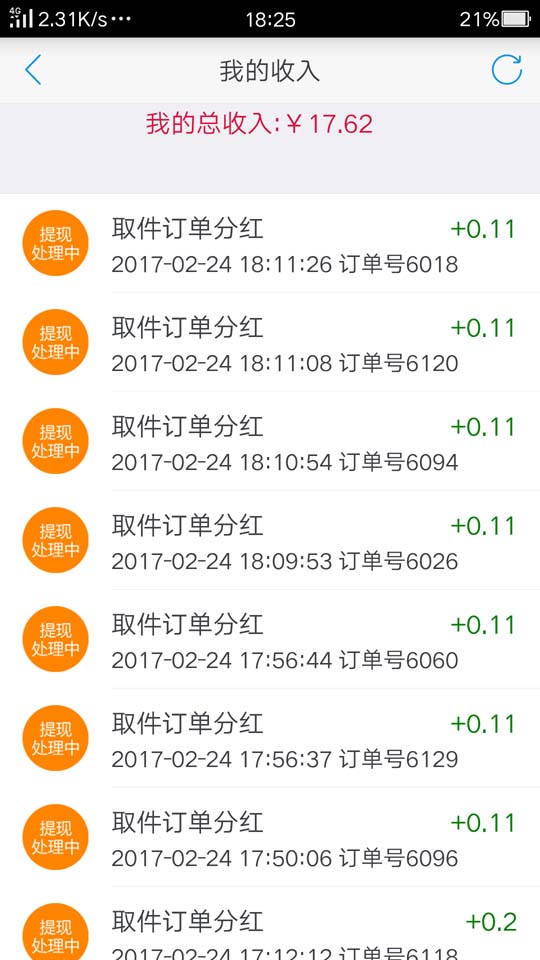 4G 2.31K/s··· 18:25 21%
我的收入
我的总收入:￥17.62
提现 处理中 取件订单分红 +0.11
2017-02-24 18:11:26 订单号6018
提现 处理中 取件订单分红 +0.11
2017-02-24 18:11:08 订单号6120
提现 处理中 取件订单分红 +0.11
2017-02-24 18:10:54 订单号6094
提现 处理中 取件订单分红 +0.11
2017-02-24 18:09:53 订单号6026
提现 处理中 取件订单分红 +0.11
2017-02-24 17:56:44 订单号6060
提现 处理中 取件订单分红 +0.11
2017-02-24 17:56:37 订单号6129
提现 处理中 取件订单分红 +0.11
2017-02-24 17:50:06 订单号6096
提现 处理中 取件订单分红 +0.2
2017-02-24 17:12:12 订单号6118